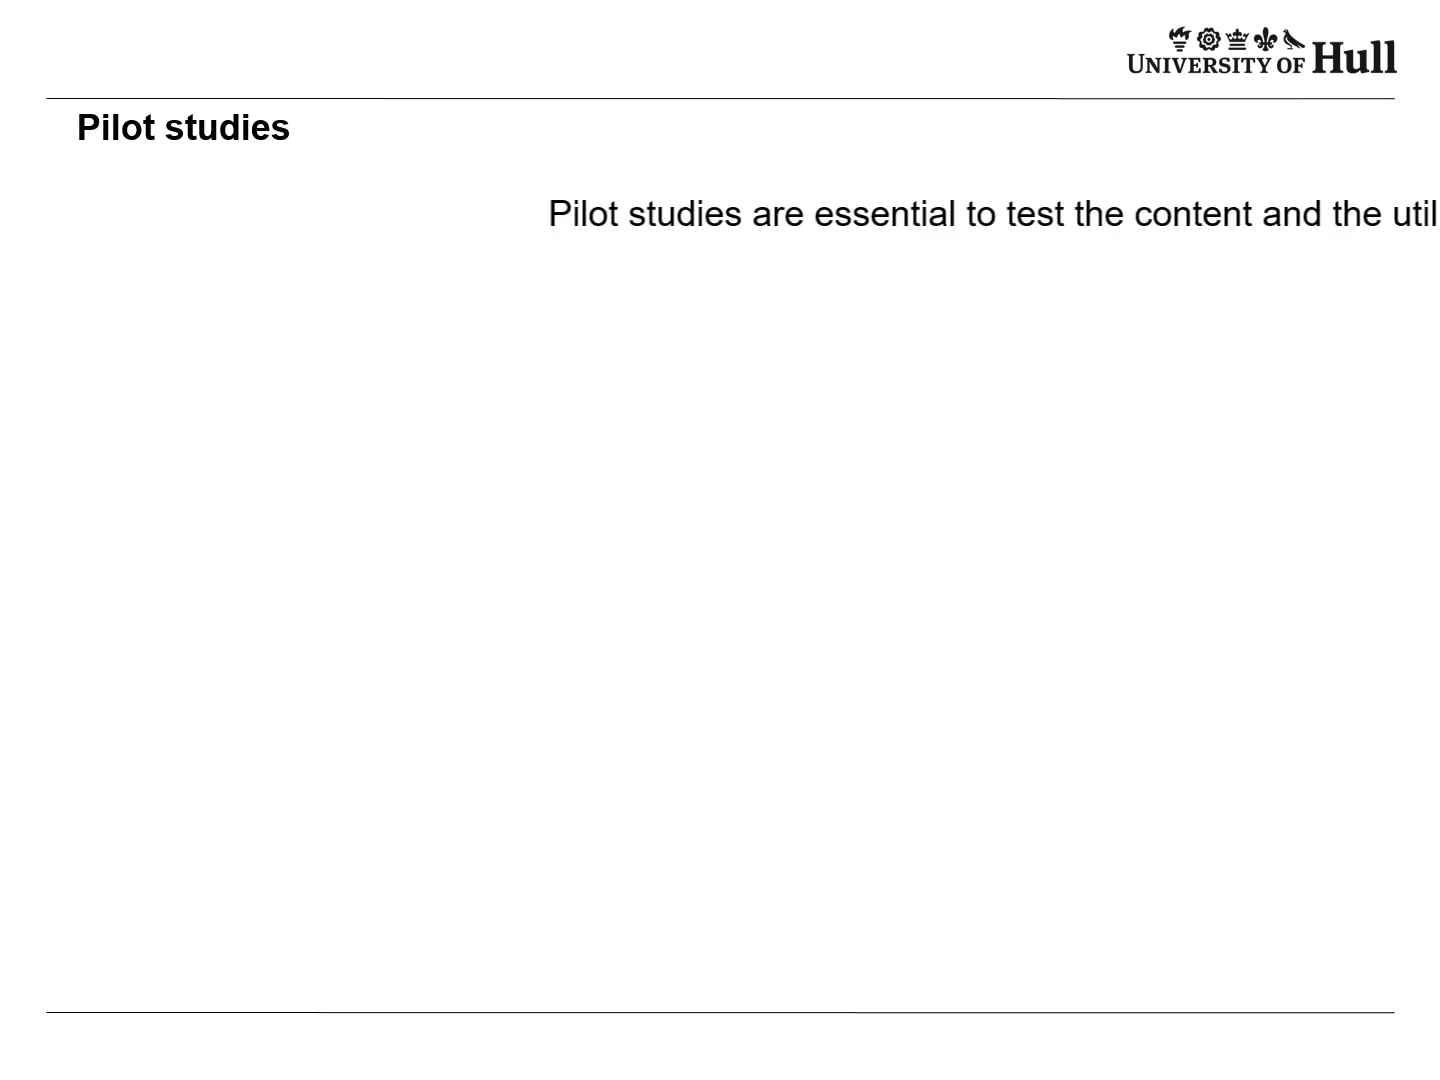 UNIVERSITY OF Hull
Pilot studies
Pilot studies are essential to test the content and the util